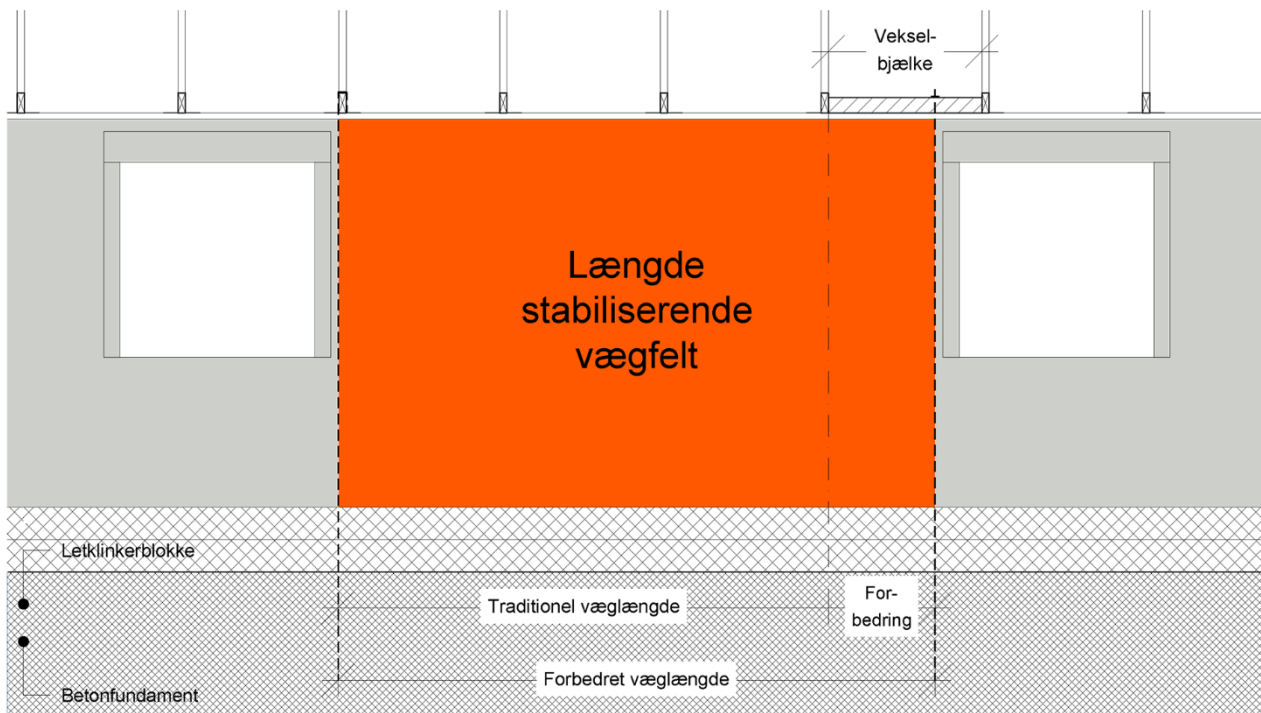 Veksel-
bjælke
Længde
stabiliserende
vægfelt
Letklinkerblokke
Traditionel væglængde
For-
bedring
Forbedret væglængde
Betonfundament